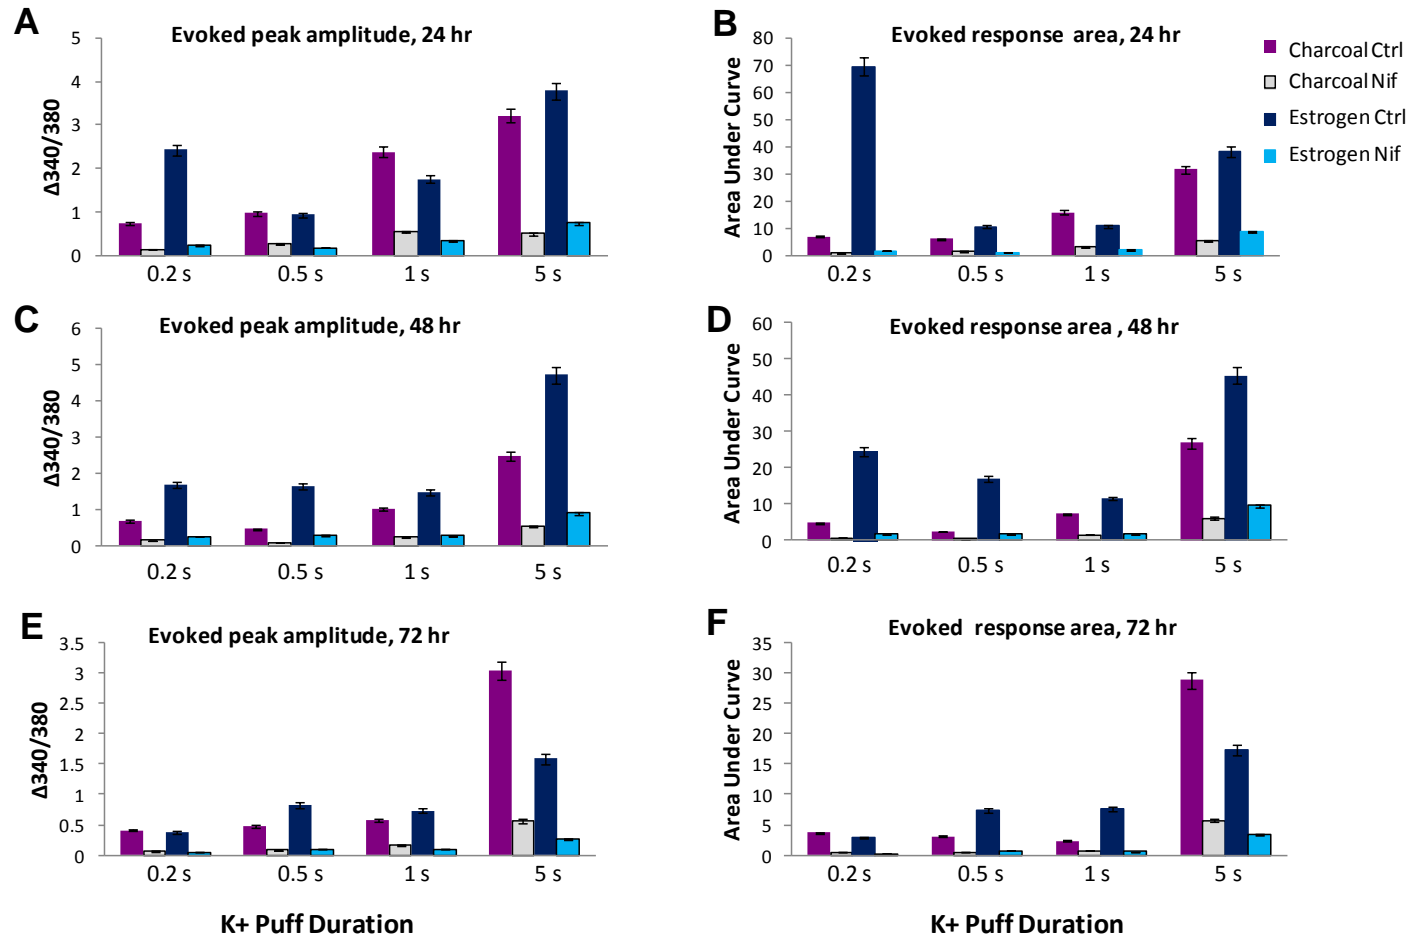 A
Evoked peak amplitude, 24 hr
5
4
3
2
1
0
Δ340/380
0.2 s 0.5 s 1 s 5 s
B
Evoked response area, 24 hr
80
70
60
50
40
30
20
10
0
Area Under Curve
0.2 s 0.5 s 1 s 5 s
Charcoal Ctrl
Charcoal Nif
Estrogen Ctrl
Estrogen Nif
C
Evoked peak amplitude, 48 hr
6
5
4
3
2
1
0
Δ340/380
0.2 s 0.5 s 1 s 5 s
D
Evoked response area , 48 hr
60
50
40
30
20
10
0
Area Under Curve
0.2 s 0.5 s 1 s 5 s
E
Evoked peak amplitude, 72 hr
3.5
3
2.5
2
1.5
1
0.5
0
Δ340/380
0.2 s 0.5 s 1 s 5 s
K+ Puff Duration
F
Evoked response area, 72 hr
35
30
25
20
15
10
5
0
Area Under Curve
0.2 s 0.5 s 1 s 5 s
K+ Puff Duration